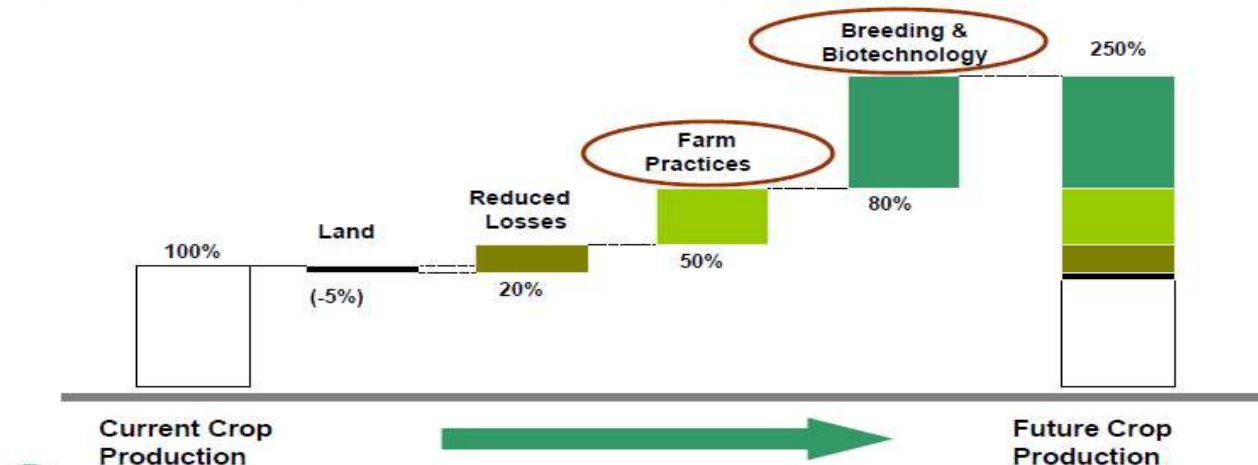 Breeding &
Biotechnology
250%
Farm
Practices
Reduced
Losses
80%
Land
100%
50%
(-5%)
20%
Current Crop
Production
Future Crop
Production